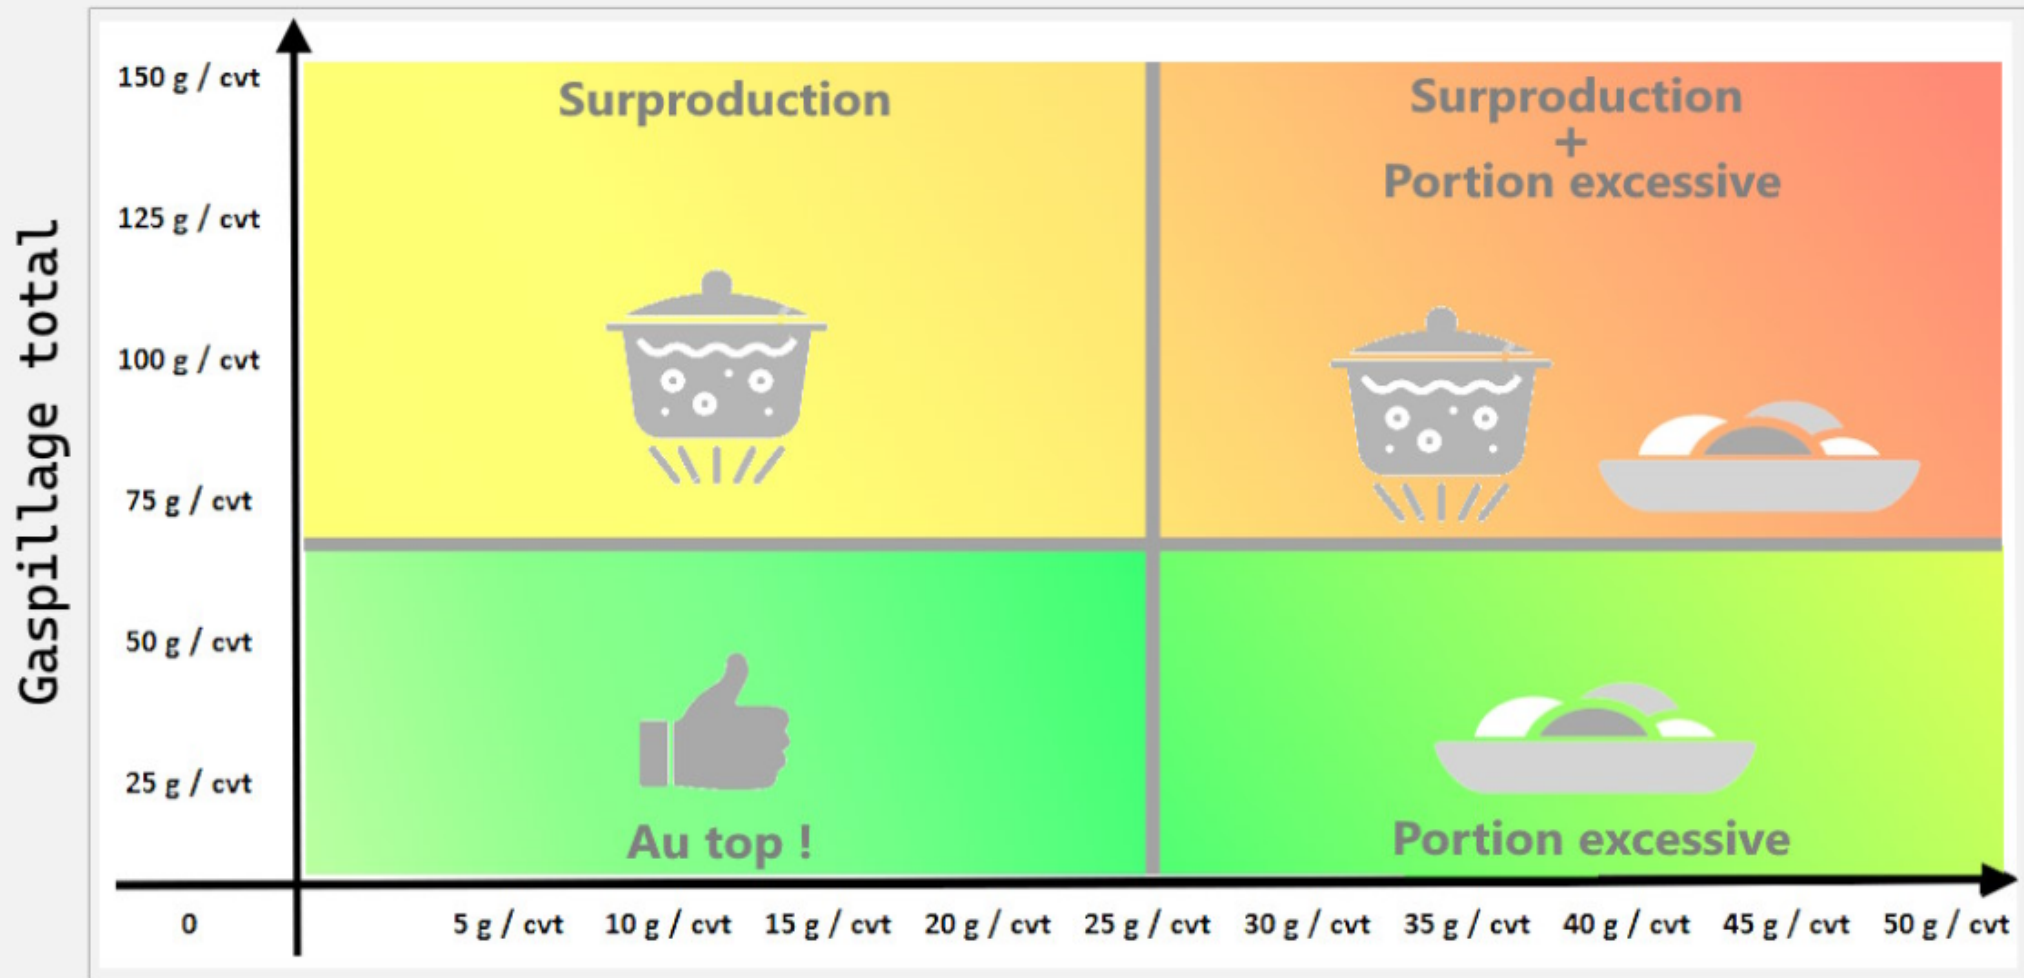 Gaspillage total
150 g / cvt
125 g / cvt
100 g / cvt
75 g / cvt
50 g / cvt
25 g / cvt
Surproduction
Surproduction
+
Portion excessive
Au top !
Portion excessive
0 5 g / cvt 10 g / cvt 15 g / cvt 20 g / cvt 25 g / cvt 30 g / cvt 35 g / cvt 40 g / cvt 45 g / cvt 50 g / cvt